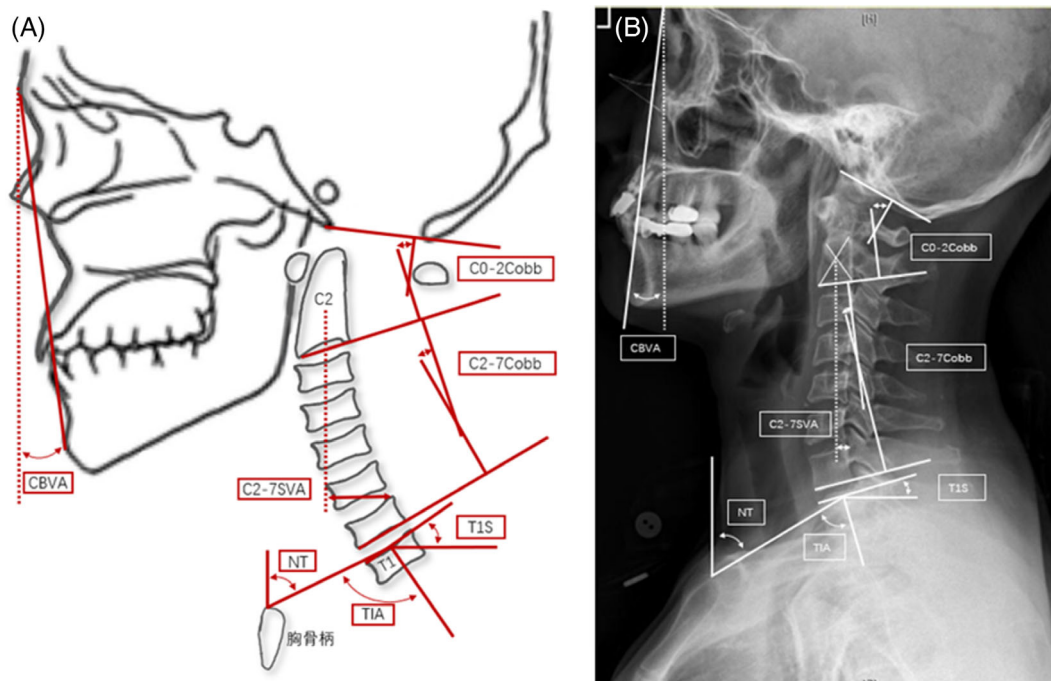 (A)
C0-2Cobb
C2
C2-7Cobb
CBVA
C2-7SVA
T1S
NT
T1
TIA
胸骨柄
(B)
C0-2Cobb
CBVA
C2-7Cobb
C2-7SVA
T1S
NT
TIA